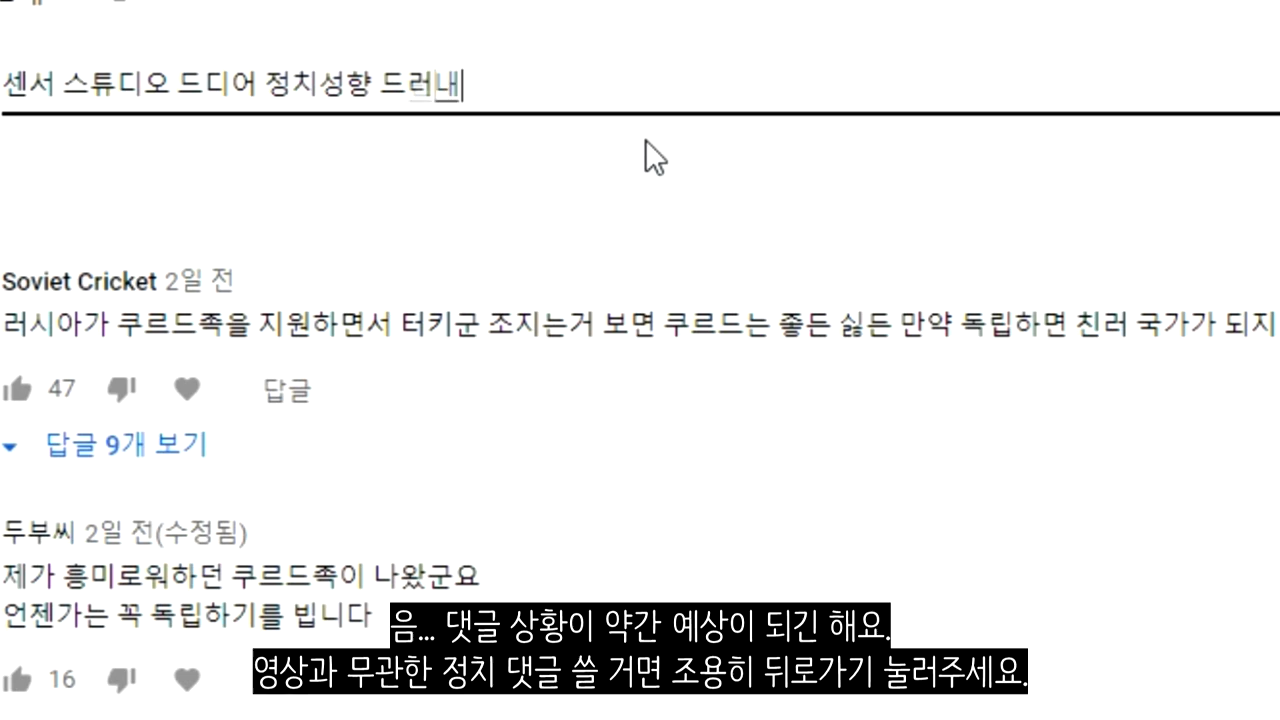 센서 스튜디오 드디어 정치성향 드러내
Soviet Cricket 2일 전
러시아가 쿠르드족을 지원하면서 터키군 조지는거 보면 쿠르드는 좋든 싫든 만약 독립하면 친러 국가가 되지
47 답글
답글 9개 보기
두부씨 2일 전(수정됨)
제가 흥미로워하던 쿠르드족이 나왔군요
언젠가는 꼭 독립하기를 빕니다
음... 댓글 상황이 약간 예상이 되긴 해요.
영상과 무관한 정치 댓글 쓸 거면 조용히 뒤로가기 눌러주세요.
16